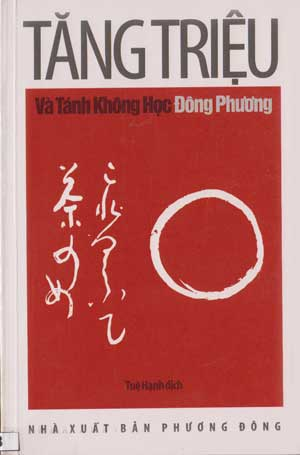 TĂNG TRIỆU
Và Tánh Không Học Đông Phương
Tuệ Hạnh dịch
NHÀ XUẤT BẢN PHƯƠNG ĐÔNG